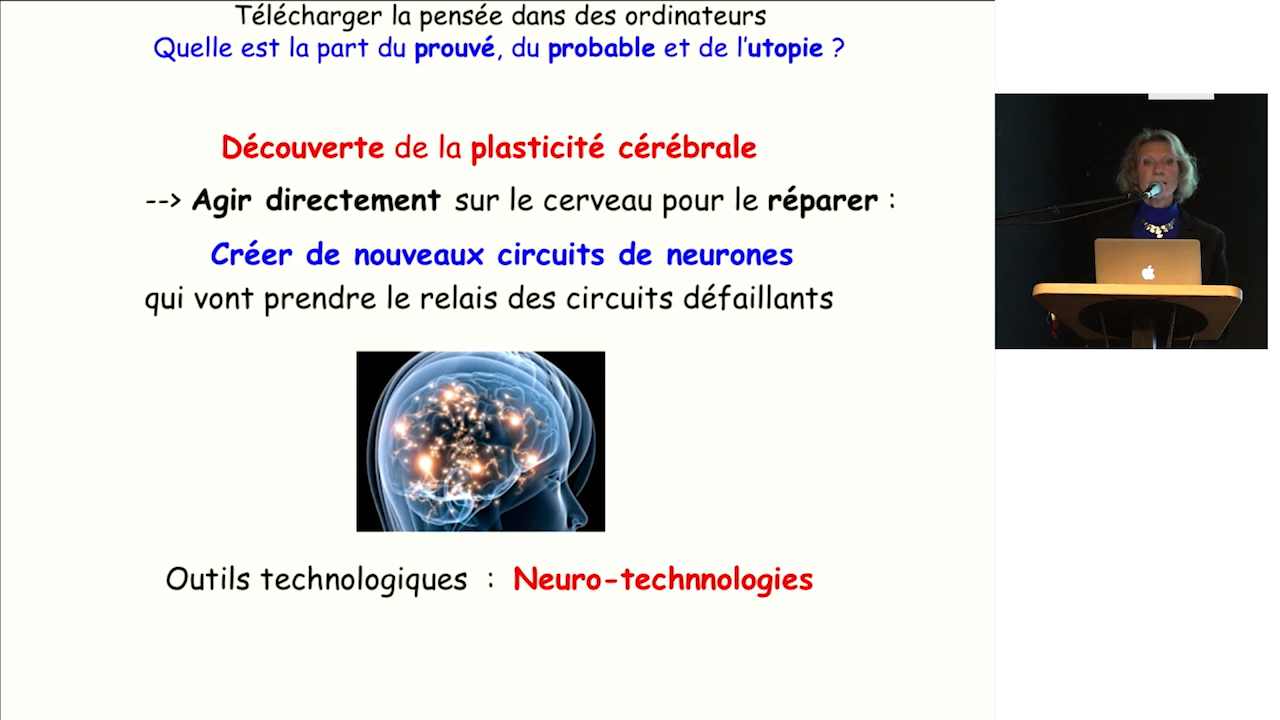 Télécharger la pensée dans des ordinateurs
Quelle est la part du prouvé, du probable et de l'utopie ?
Découverte de la plasticité cérébrale
--> Agir directement sur le cerveau pour le réparer :
Créer de nouveaux circuits de neurones
qui vont prendre le relais des circuits défaillants
Outils technologiques : Neuro-technnologies